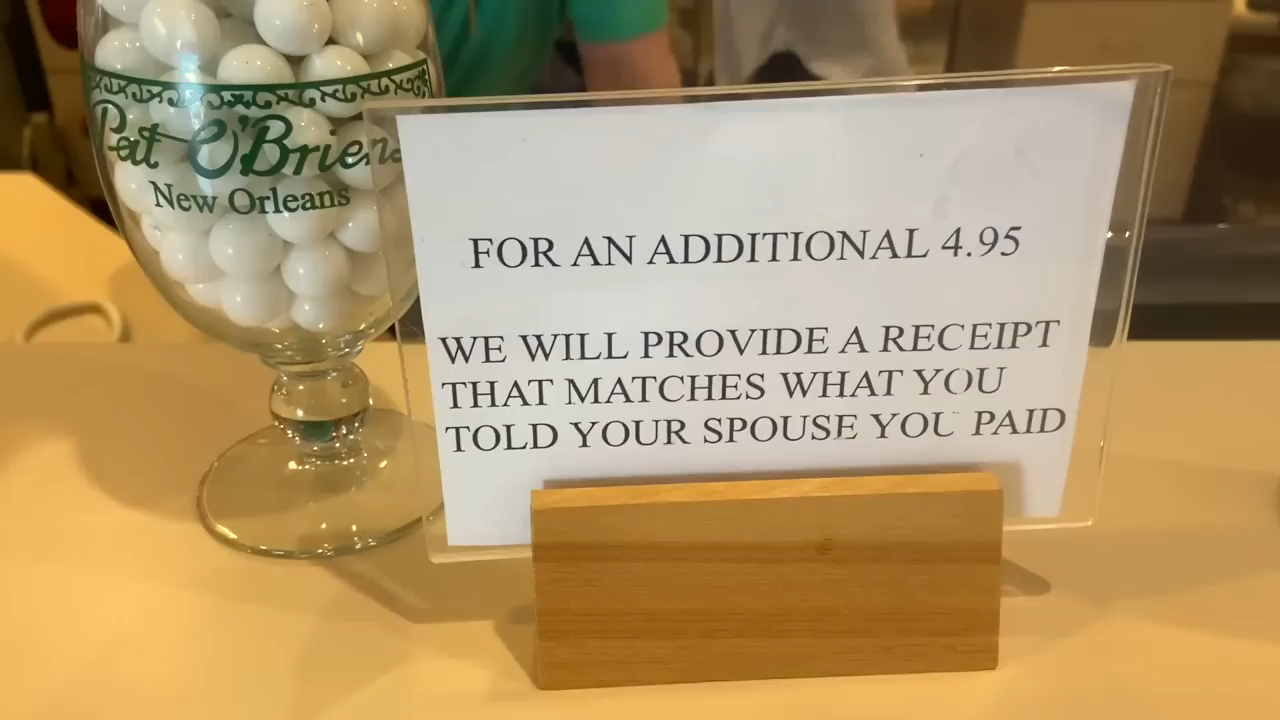 Pat O'Brien's
New Orleans
FOR AN ADDITIONAL 4.95
WE WILL PROVIDE A RECEIPT
THAT MATCHES WHAT YOU
TOLD YOUR SPOUSE YOU PAID